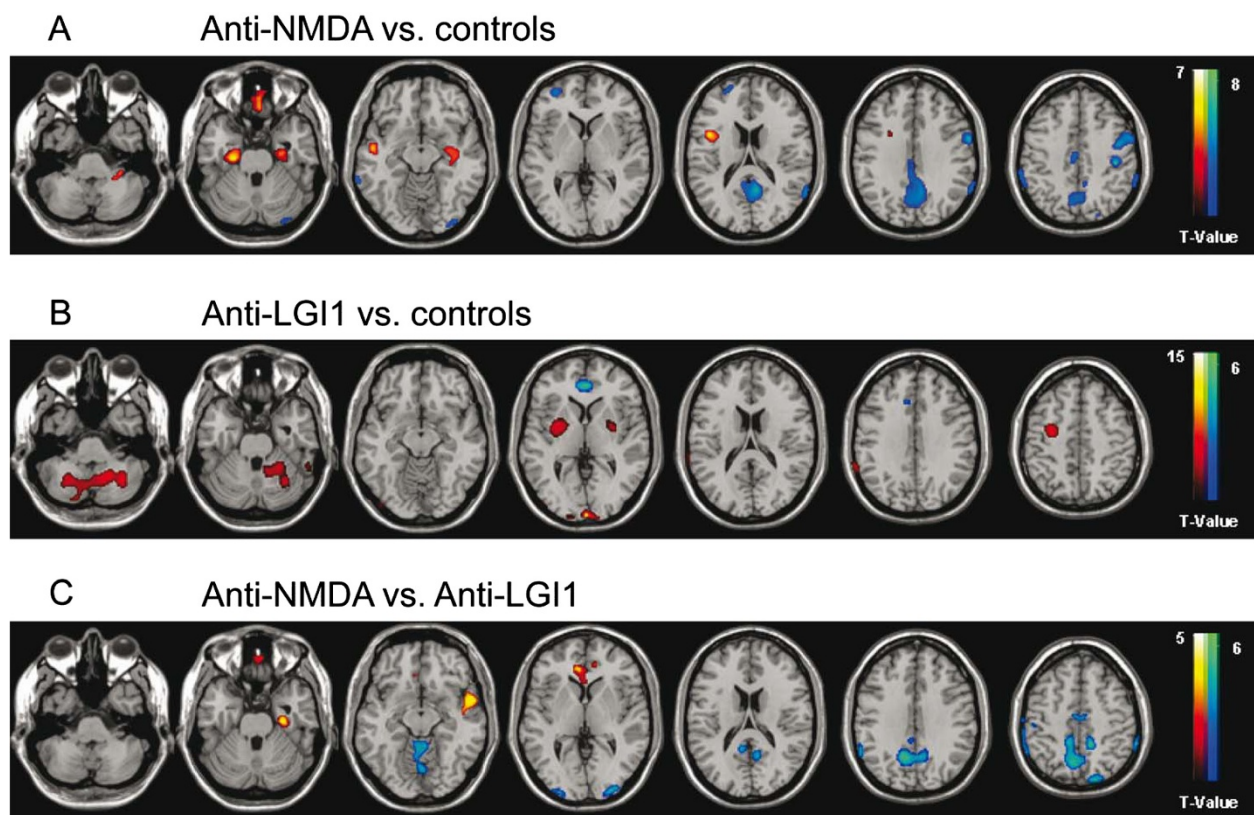 A Anti-NMDA vs. controls
7 8
T-Value
B Anti-LGI1 vs. controls
15 6
T-Value
C Anti-NMDA vs. Anti-LGI1
5 6
T-Value